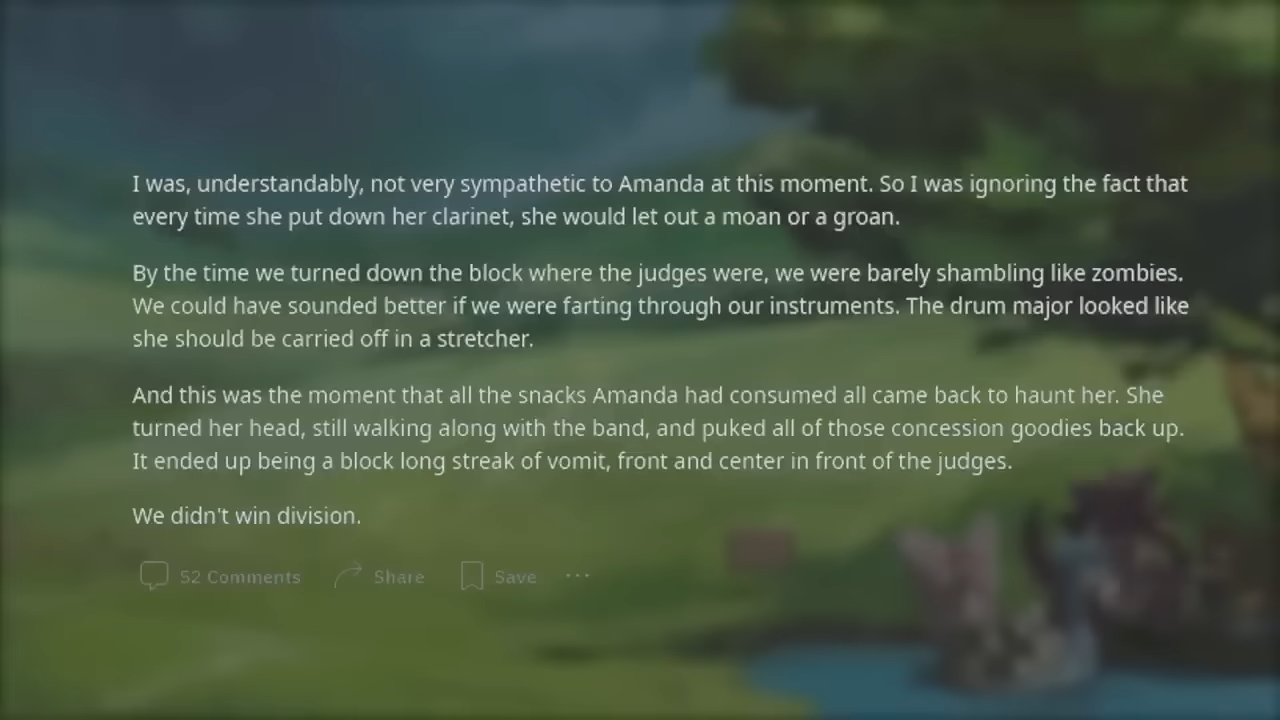 I was, understandably, not very sympathetic to Amanda at this moment. So I was ignoring the fact that
every time she put down her clarinet, she would let out a moan or a groan.
By the time we turned down the block where the judges were, we were barely shambling like zombies.
We could have sounded better if we were farting through our instruments. The drum major looked like
she should be carried off in a stretcher.
And this was the moment that all the snacks Amanda had consumed all came back to haunt her. She
turned her head, still walking along with the band, and puked all of those concession goodies back up.
It ended up being a block long streak of vomit, front and center in front of the judges.
We didn't win division.
52 Comments Share Save ...